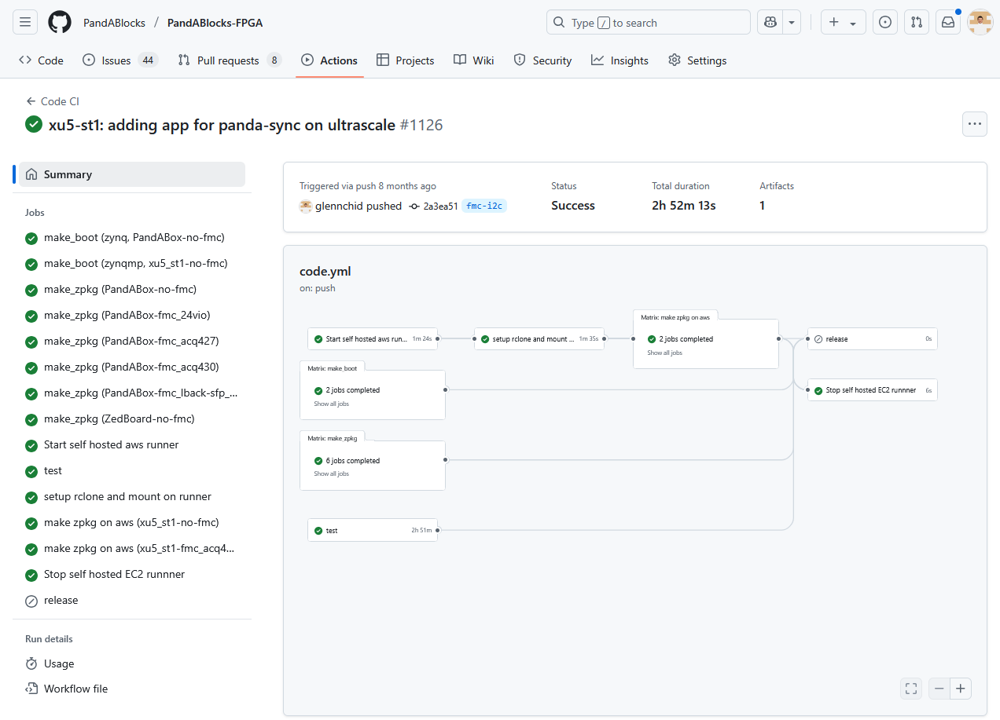 PandABlocks / PandABlocks-FPGA
Type / to search
Code
Issues 44
Pull requests 8
Actions
Projects
Wiki
Security
Insights
Settings
Code CI
xu5-st1: adding app for panda-sync on ultrascale #1126
Summary
Jobs
make_boot (zynq, PandABox-no-fmc)
make_boot (zynqmp, xu5_st1-no-fmc)
make_zpkg (PandABox-no-fmc)
make_zpkg (PandABox-fmc_24vio)
make_zpkg (PandABox-fmc_acq427)
make_zpkg (PandABox-fmc_acq430)
make_zpkg (PandABox-fmc_lback-sfp_...
make_zpkg (ZedBoard-no-fmc)
Start self hosted aws runner
test
setup rclone and mount on runner
make zpkg on aws (xu5_st1-no-fmc)
make zpkg on aws (xu5_st1-fmc_acq4...
Stop self hosted EC2 runnner
release
Run details
Usage
Workflow file
Triggered via push 8 months ago
glennchid pushed 2a3ea51 fmc-i2c
Status
Success
Total duration
2h 52m 13s
Artifacts
1
code.yml
on: push
Start self hosted aws run... 1m 24s
setup rclone and mount ... 1m 35s
Matrix: make zpkg on aws
2 jobs completed
Show all jobs
release 0s
Stop self hosted EC2 runnner 6s
Matrix: make_boot
2 jobs completed
Show all jobs
Matrix: make_zpkg
6 jobs completed
Show all jobs
test 2h 51m